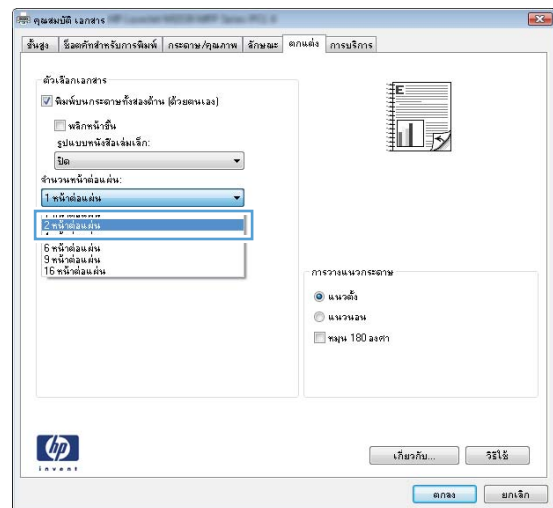 คุณสมบัติ เอกสาร
ขั้นสูง ช็อตคัทสำหรับการพิมพ์ กระดาษ/คุณภาพ ลักษณะ ตกแต่ง การบริการ
ตัวเลือกเอกสาร
พิมพ์บนกระดาษทั้งสองด้าน (ด้วยตนเอง)
พลิกหน้าขึ้น
รูปแบบหนังสือเล่มเล็ก:
ปิด
จำนวนหน้าต่อแผ่น:
1 หน้าต่อแผ่น
2 หน้าต่อแผ่น
6 หน้าต่อแผ่น
9 หน้าต่อแผ่น
16 หน้าต่อแผ่น
E
การวางแนวกระดาษ
แนวตั้ง
แนวนอน
หมุน 180 องศา
hp
invent
เกี่ยวกับ... วิธีใช้
ตกลง ยกเลิก